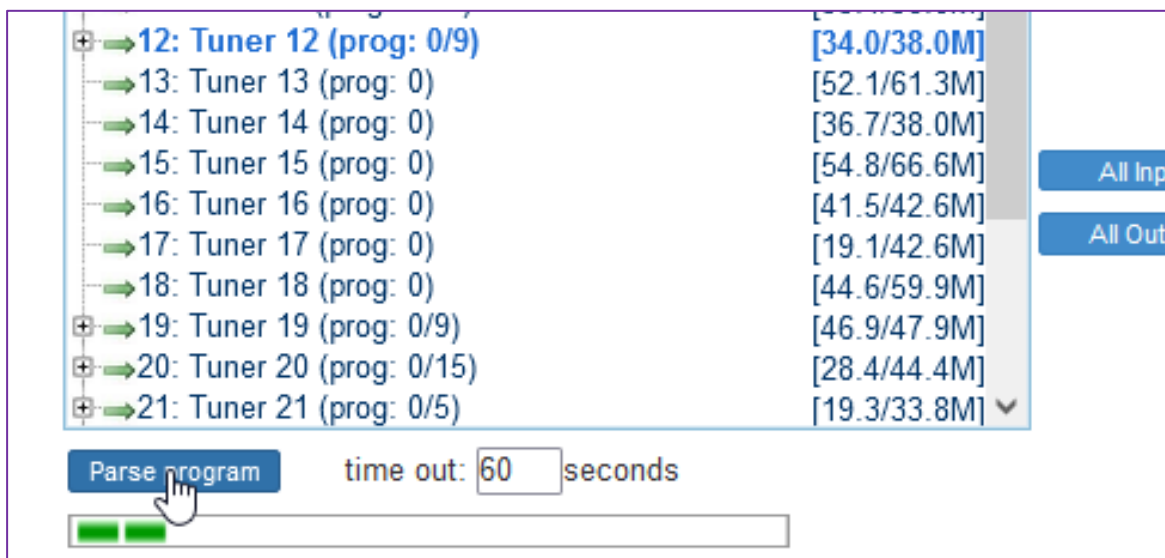 12: Tuner 12 (prog: 0/9) [34.0/38.0M]
13: Tuner 13 (prog: 0) [52.1/61.3M]
14: Tuner 14 (prog: 0) [36.7/38.0M]
15: Tuner 15 (prog: 0) [54.8/66.6M]
All Inp
16: Tuner 16 (prog: 0) [41.5/42.6M]
All Out
17: Tuner 17 (prog: 0) [19.1/42.6M]
18: Tuner 18 (prog: 0) [44.6/59.9M]
19: Tuner 19 (prog: 0/9) [46.9/47.9M]
20: Tuner 20 (prog: 0/15) [28.4/44.4M]
21: Tuner 21 (prog: 0/5) [19.3/33.8M]
Parse program time out: 60 seconds